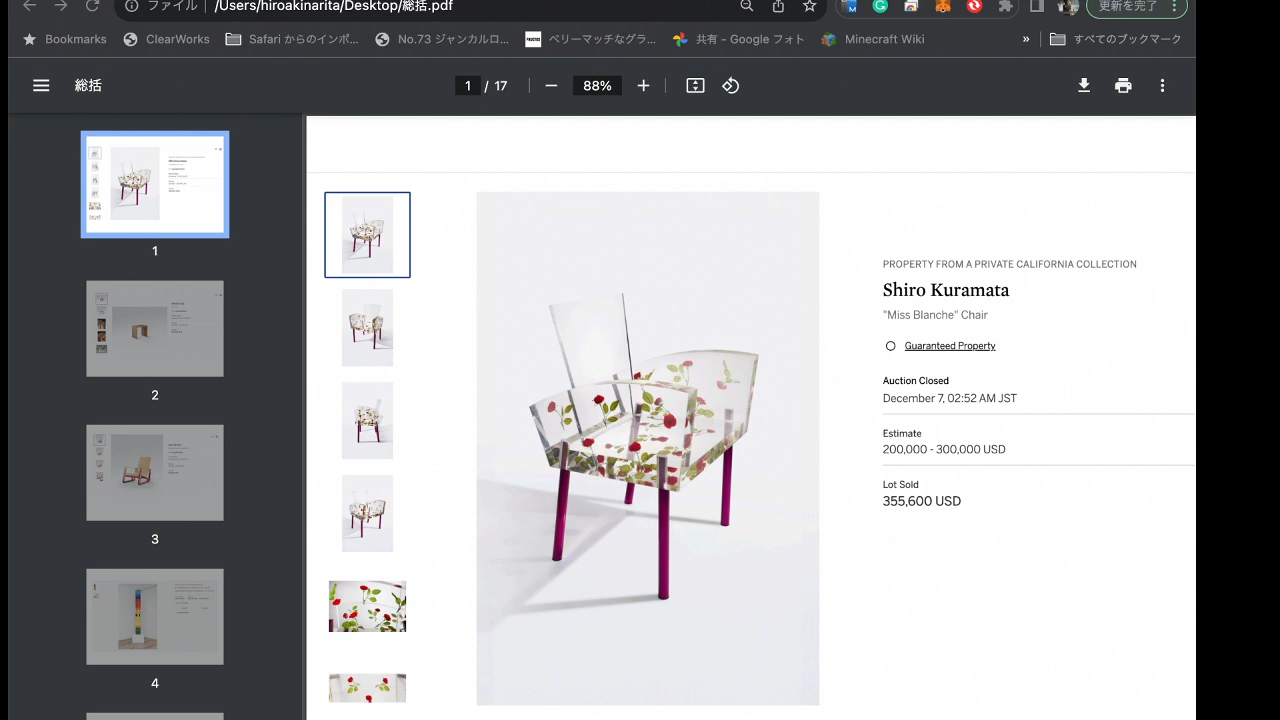 ファイル /Users/hiroakinarita/Desktop/総括.pdf 更新を完了
Bookmarks ClearWorks Safari からのインポ... No.73 ジャンカルロ... ベリーマッチなグラ... 共有 - Google フォト Minecraft Wiki » すべてのブックマーク
総括 1 / 17 88%
1
2
3
4
PROPERTY FROM A PRIVATE CALIFORNIA COLLECTION
Shiro Kuramata
"Miss Blanche" Chair
Guaranteed Property
Auction Closed
December 7, 02:52 AM JST
Estimate
200,000 - 300,000 USD
Lot Sold
355,600 USD